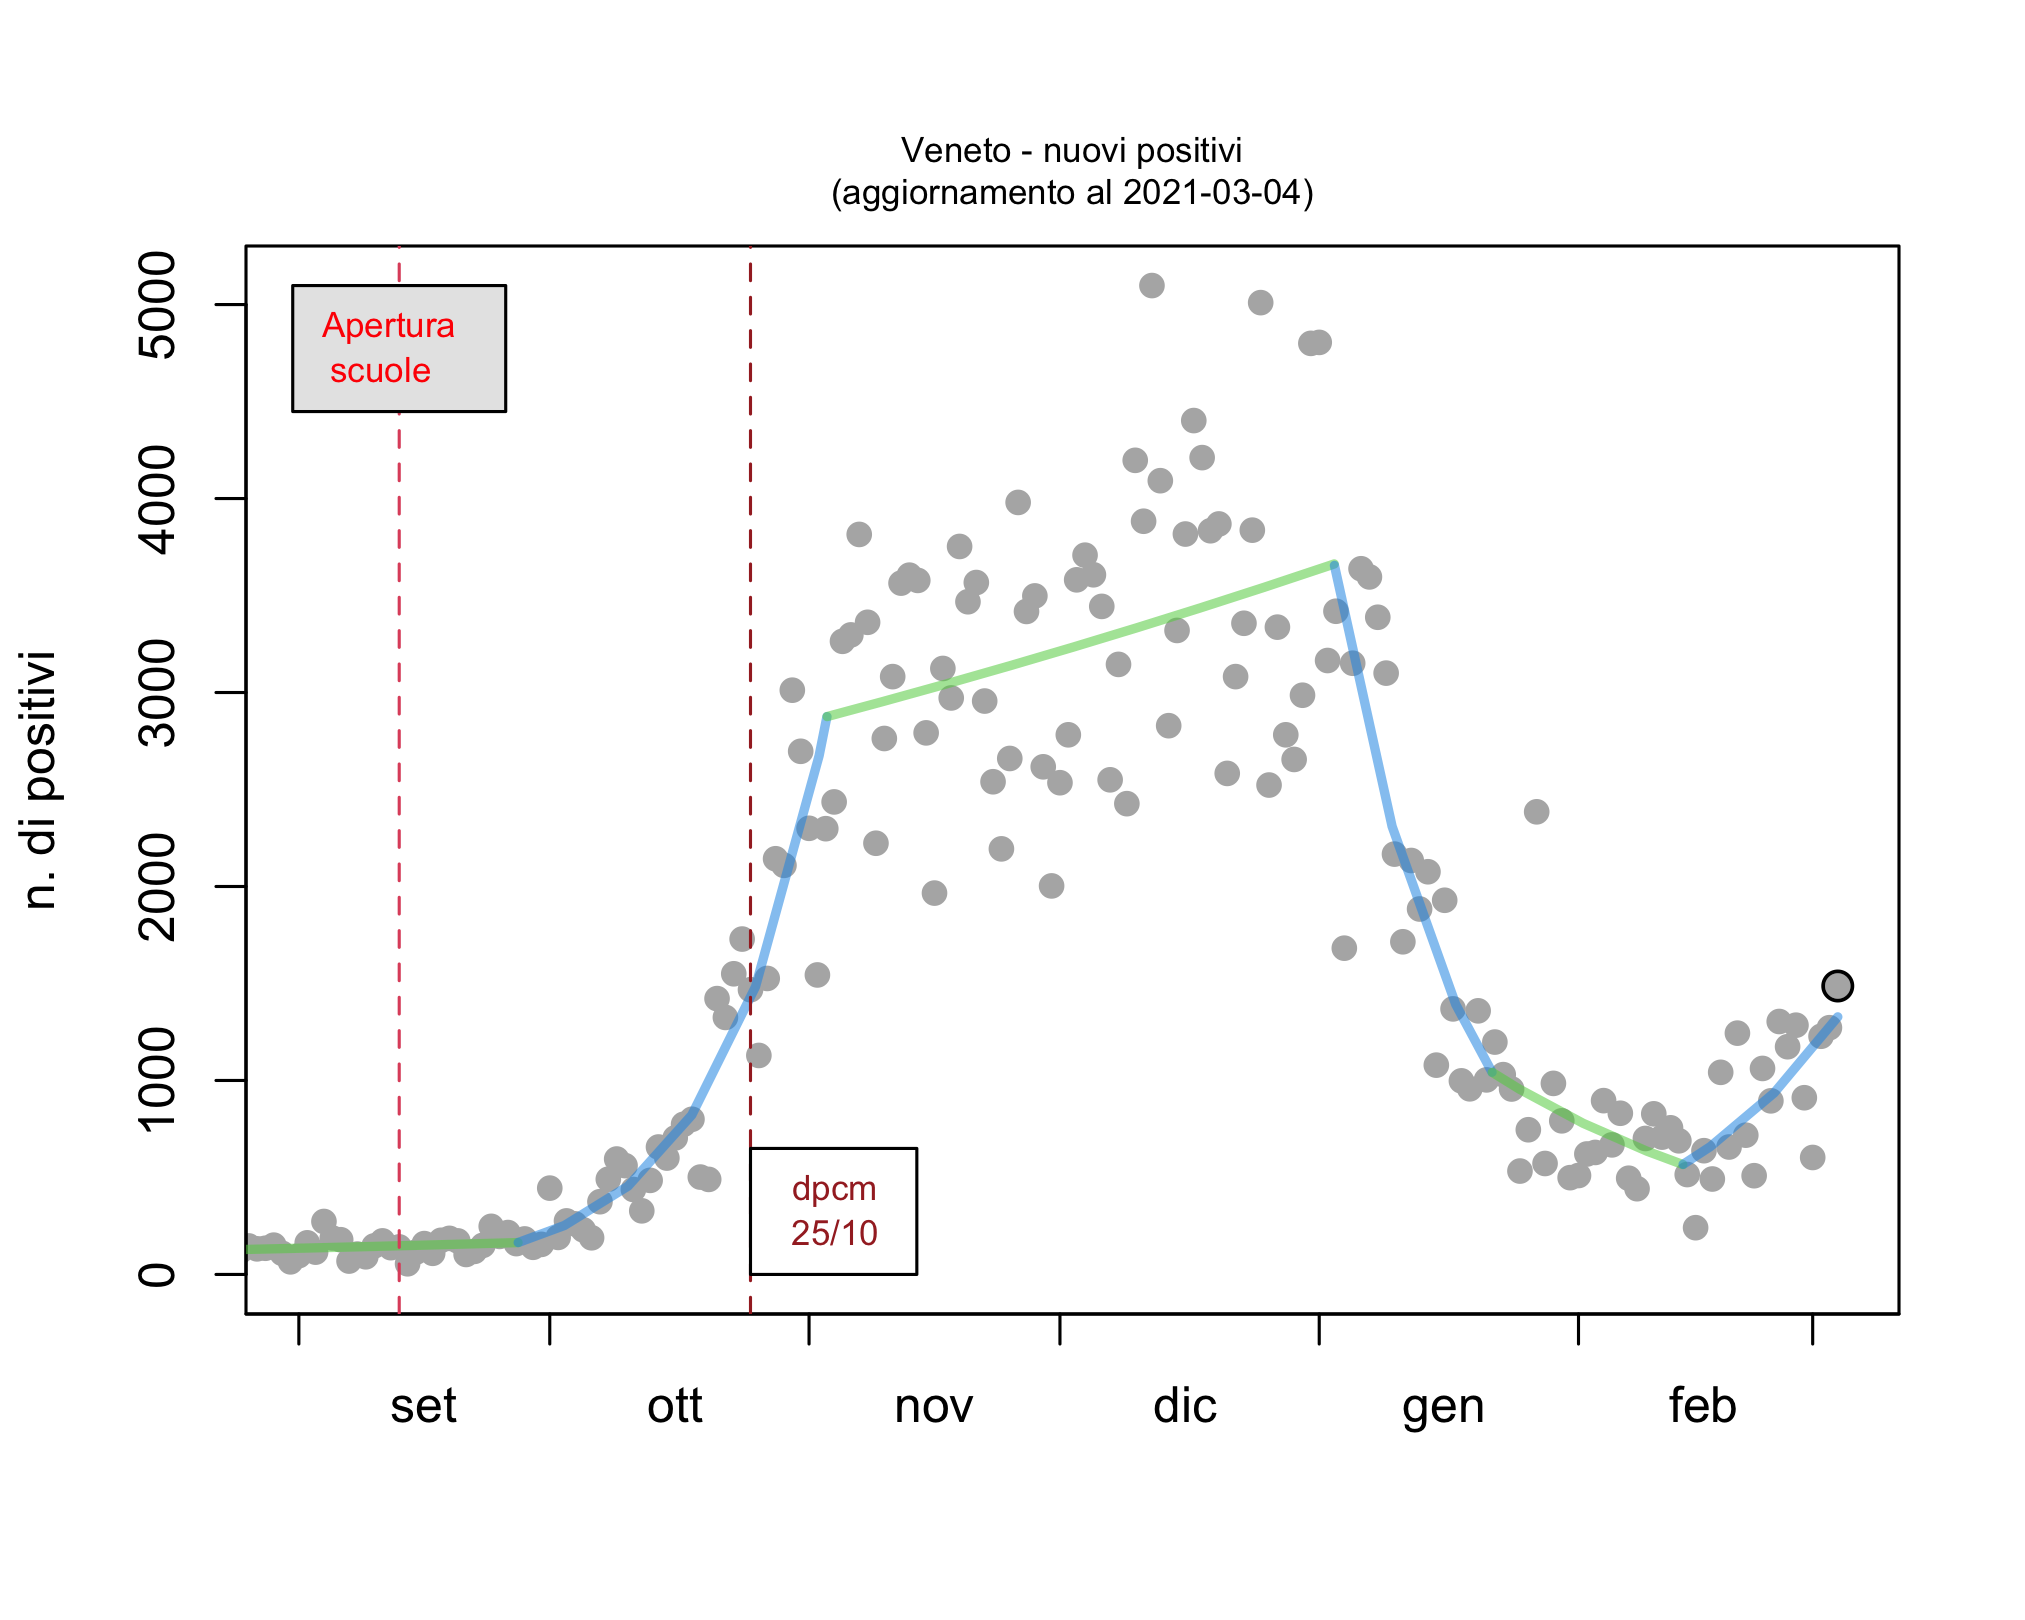 Veneto - nuovi positivi
(aggiornamento al 2021-03-04)
n. di positivi
5000
4000
3000
2000
1000
0
Apertura
scuole
dpcm
25/10
set
ott
nov
dic
gen
feb